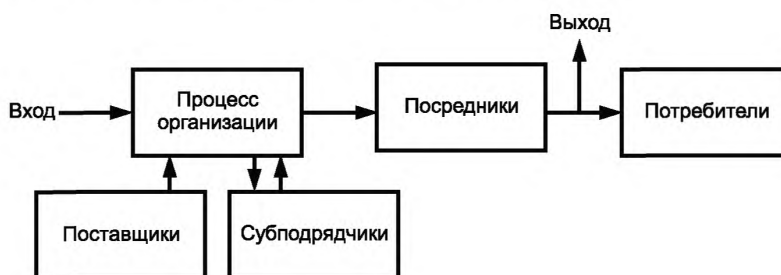 Выход
Вход
Процесс
организации
Посредники
Потребители
Поставщики
Субподрядчики